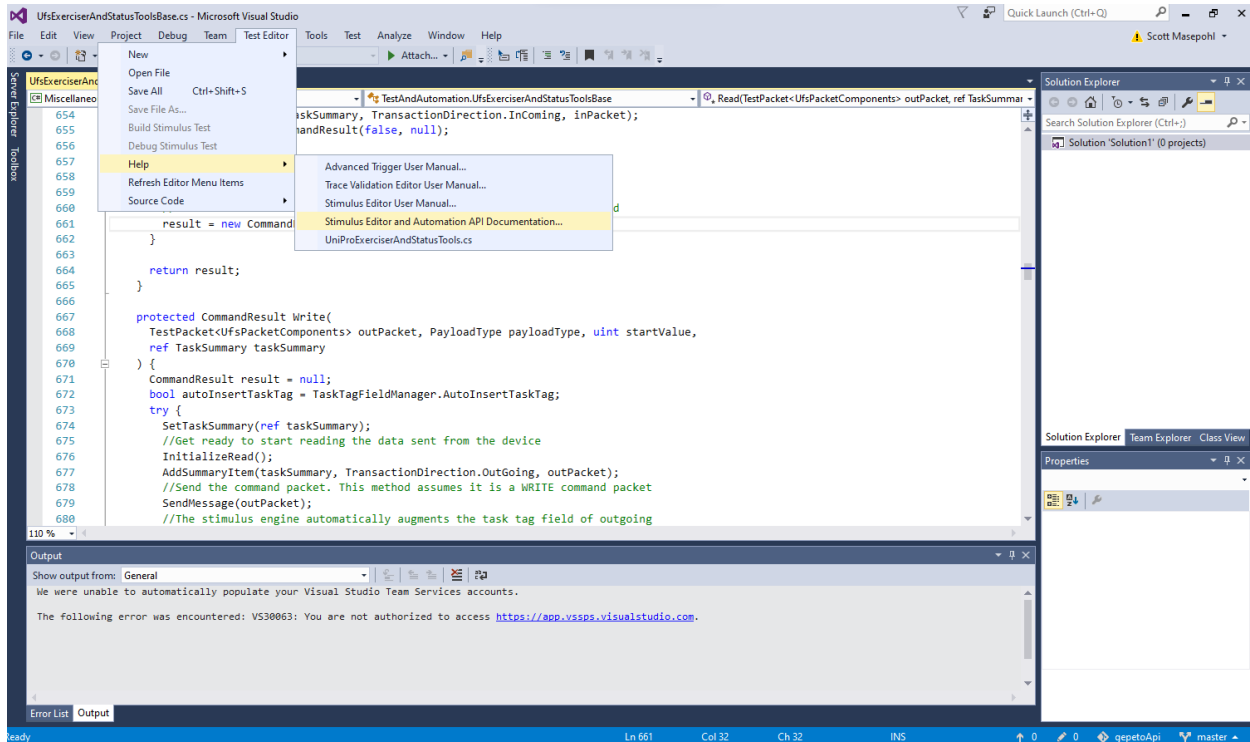 UfsExerciserAndStatusToolsBase.cs - Microsoft Visual Studio
Quick Launch (Ctrl+Q)
File Edit View Project Debug Team Test Editor Tools Test Analyze Window Help
Scott Masepohl
Attach...
Server Explorer
Toolbox
UfsExerciserAnd
Miscellaneo
TestAndAutomation.UfsExerciserAndStatusToolsBase
Read(TestPacket<UfsPacketComponents> outPacket, ref TaskSummar
New
Open File
Save All Ctrl+Shift+S
Save File As...
Build Stimulus Test
Debug Stimulus Test
Help
Refresh Editor Menu Items
Source Code
Advanced Trigger User Manual...
Trace Validation Editor User Manual...
Stimulus Editor User Manual...
Stimulus Editor and Automation API Documentation...
UniProExerciserAndStatusTools.cs
654 askSummary, TransactionDirection.InComing, inPacket);
655 mandResult(false, null);
656
657
658
659
660 d
661 result = new Command
662 }
663
664 return result;
665 }
666
667 protected CommandResult Write(
668 TestPacket<UfsPacketComponents> outPacket, PayloadType payloadType, uint startValue,
669 ref TaskSummary taskSummary
670 ) {
671 CommandResult result = null;
672 bool autoInsertTaskTag = TaskTagFieldManager.AutoInsertTaskTag;
673 try {
674 SetTaskSummary(ref taskSummary);
675 //Get ready to start reading the data sent from the device
676 InitializeRead();
677 AddSummaryItem(taskSummary, TransactionDirection.OutGoing, outPacket);
678 //Send the command packet. This method assumes it is a WRITE command packet
679 SendMessage(outPacket);
680 //The stimulus engine automatically augments the task tag field of outgoing
110 %
Solution Explorer
Search Solution Explorer (Ctrl+;)
Solution 'Solution1' (0 projects)
Solution Explorer Team Explorer Class View
Properties
Output
Show output from: General
We were unable to automatically populate your Visual Studio Team Services accounts.
The following error was encountered: VS30063: You are not authorized to access https://app.vssps.visualstudio.com.
Error List Output
Ready Ln 661 Col 32 Ch 32 INS 0 0 gepetoApi master